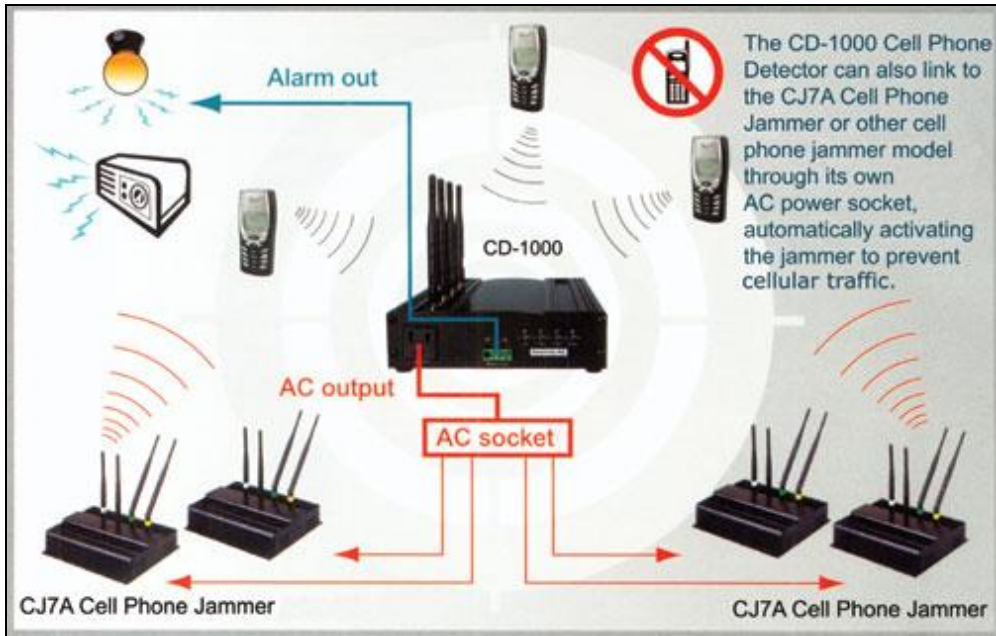 Alarm out
The CD-1000 Cell Phone
Detector can also link to
the CJ7A Cell Phone
Jammer or other cell
phone jammer model
through its own
AC power socket,
automatically activating
the jammer to prevent
cellular traffic.
CD-1000
AC output
AC socket
CJ7A Cell Phone Jammer
CJ7A Cell Phone Jammer